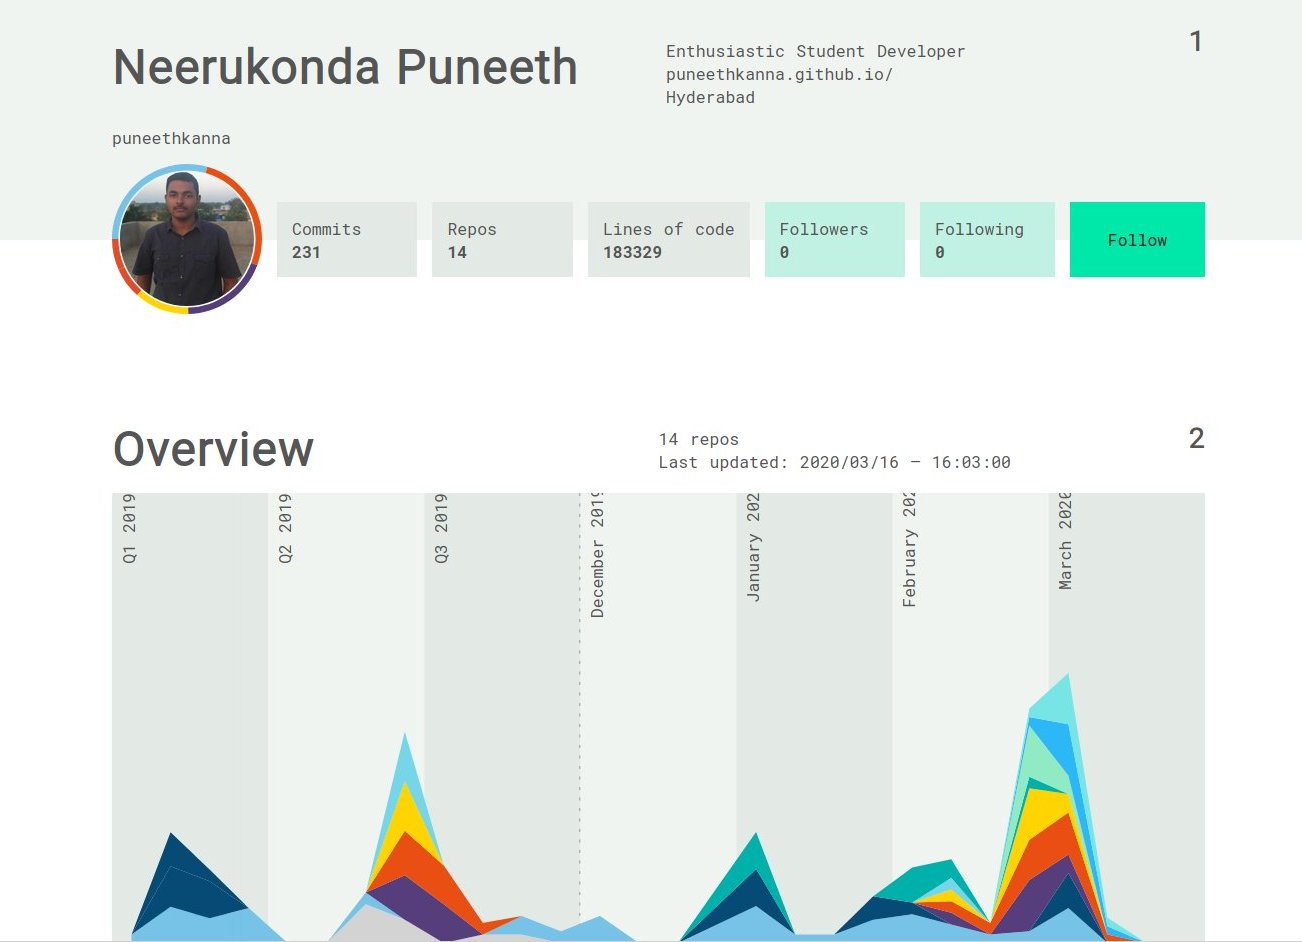 Neerukonda Puneeth
Enthusiastic Student Developer
puneethkanna.github.io/
Hyderabad
1
puneethkanna
Commits
231
Repos
14
Lines of code
183329
Followers
0
Following
0
Follow
Overview
14 repos
Last updated: 2020/03/16 – 16:03:00
2
Q1 2019
Q2 2019
Q3 2019
December 2019
January 202
February 202
March 2020